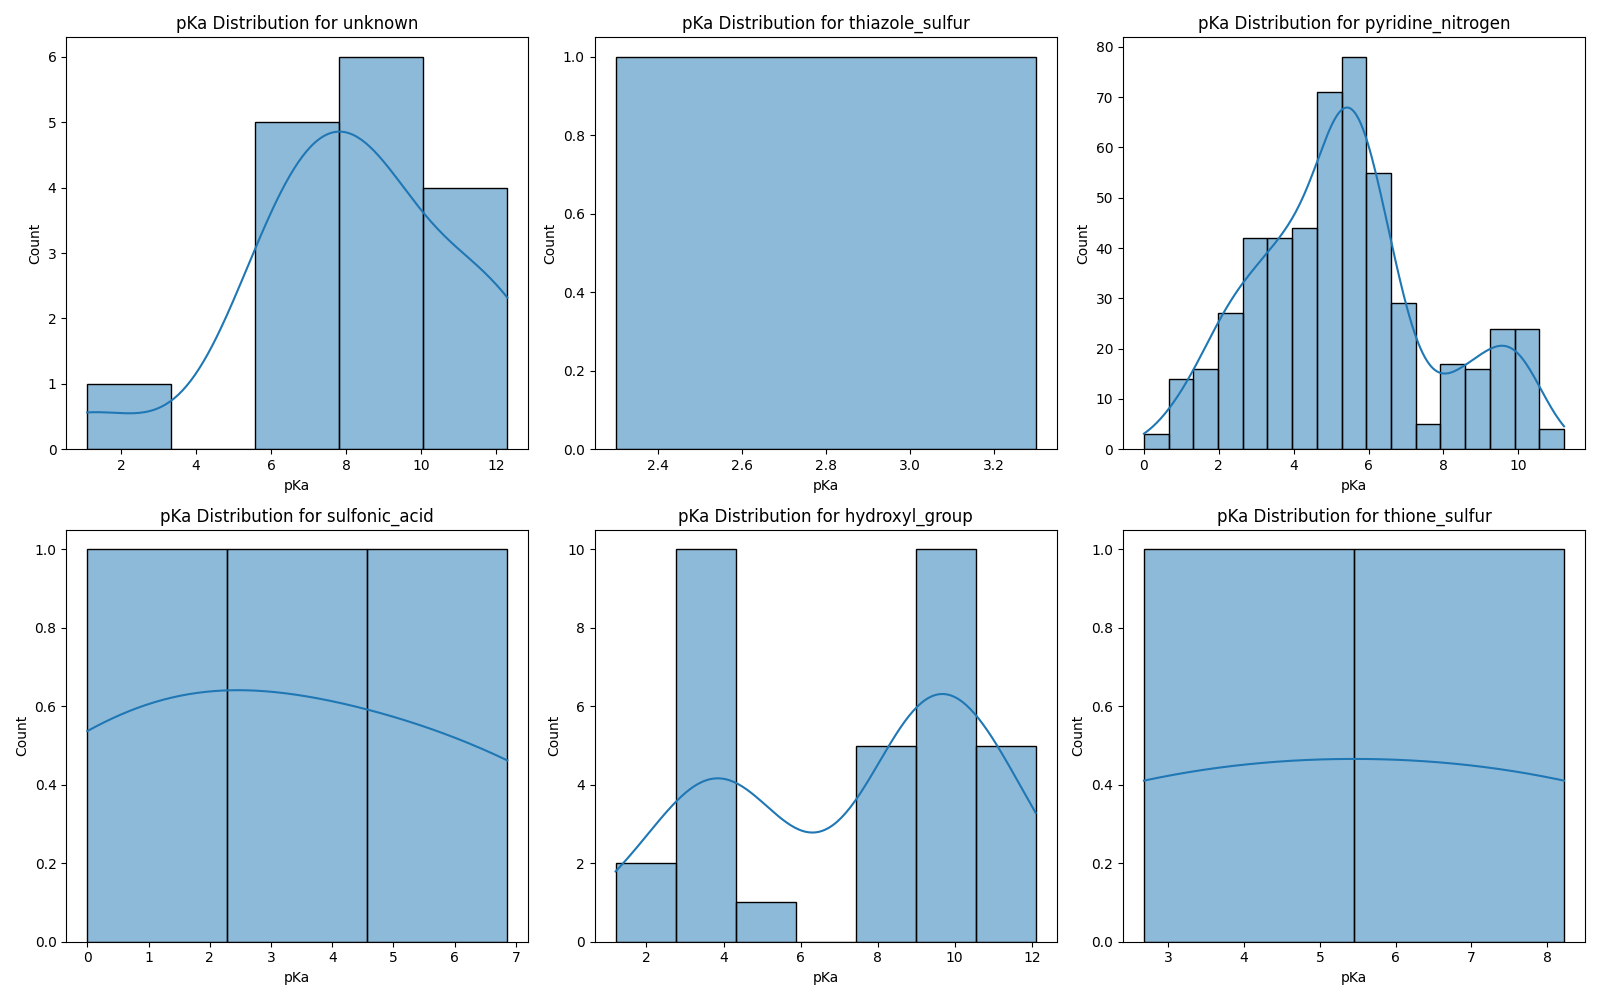 pKa Distribution for unknown
6
5
4
3
2
1
0
Count
2 4 6 8 10 12
pKa
pKa Distribution for thiazole_sulfur
1.0
0.8
0.6
0.4
0.2
0.0
Count
2.4 2.6 2.8 3.0 3.2
pKa
pKa Distribution for pyridine_nitrogen
80
70
60
50
40
30
20
10
0
Count
0 2 4 6 8 10
pKa
pKa Distribution for sulfonic_acid
1.0
0.8
0.6
0.4
0.2
0.0
Count
0 1 2 3 4 5 6 7
pKa
pKa Distribution for hydroxyl_group
10
8
6
4
2
0
Count
2 4 6 8 10 12
pKa
pKa Distribution for thione_sulfur
1.0
0.8
0.6
0.4
0.2
0.0
Count
3 4 5 6 7 8
pKa